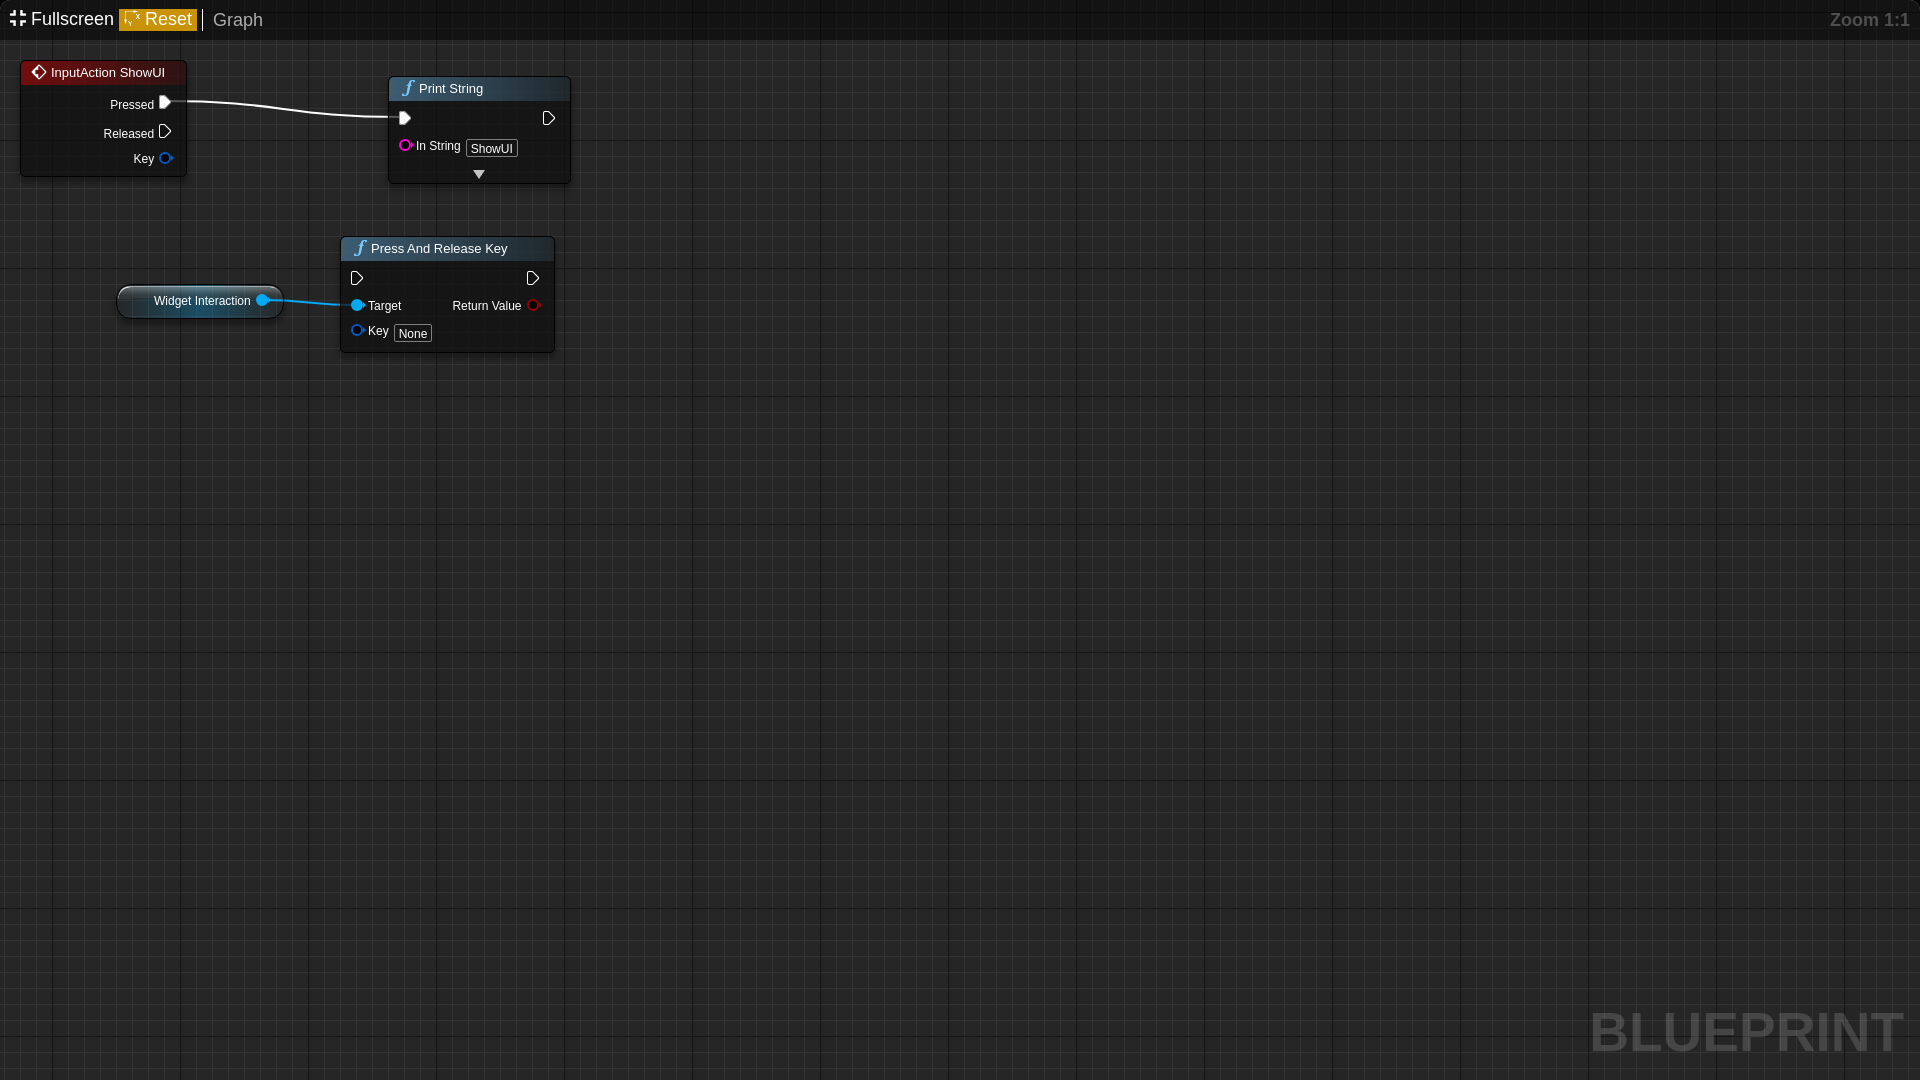 Fullscreen Reset Graph Zoom 1:1
InputAction ShowUI
Pressed
Released
Key
Print String
In String ShowUI
Press And Release Key
Target Return Value
Key None
Widget Interaction
BLUEPRINT